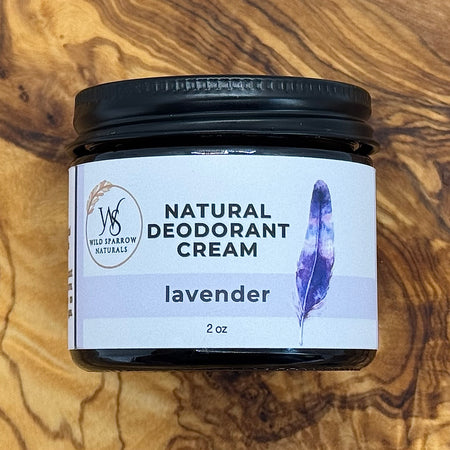 WS
WILD SPARROW
NATURALS
NATURAL
DEODORANT
CREAM
lavender
2 oz